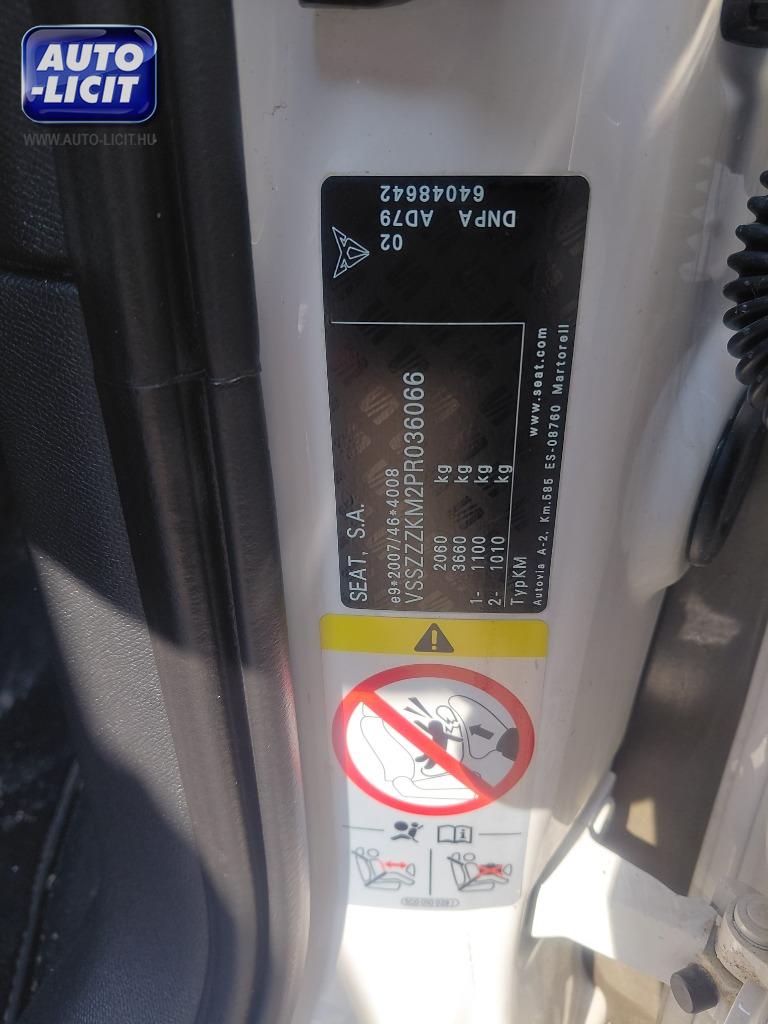 AUTO
-LICIT
WWW.AUTO-LICIT.HU
SEAT, S.A.
e9*2007/46*4008
VSSZZZKM2PR036066
2060 kg
3660 kg
1- 1100 kg
2- 1010 kg
TypKM
www.seat.com
Autovia A-2, Km.585 ES-08760 Martorell
02
AD79
DNPA
64048642